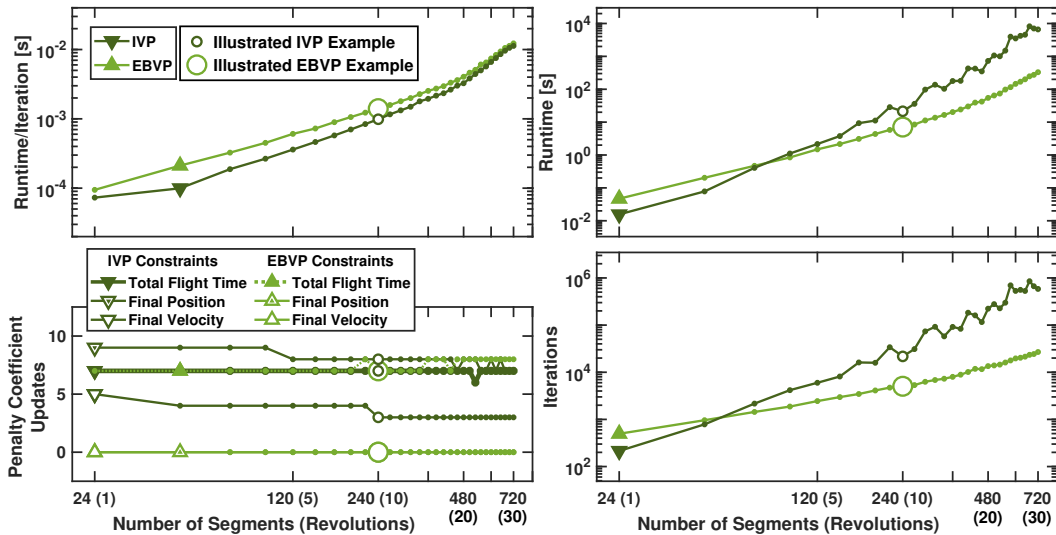 Runtime/Iteration [s]
10^-2
10^-3
10^-4
IVP
EBVP
Illustrated IVP Example
Illustrated EBVP Example
Runtime [s]
10^4
10^2
10^0
10^-2
Penalty Coefficient
Updates
10
5
0
IVP Constraints
Total Flight Time
Final Position
Final Velocity
EBVP Constraints
Total Flight Time
Final Position
Final Velocity
24 (1)
120 (5)
240 (10)
480
(20)
720
(30)
Number of Segments (Revolutions)
Iterations
10^6
10^4
10^2
24 (1)
120 (5)
240 (10)
480
(20)
720
(30)
Number of Segments (Revolutions)